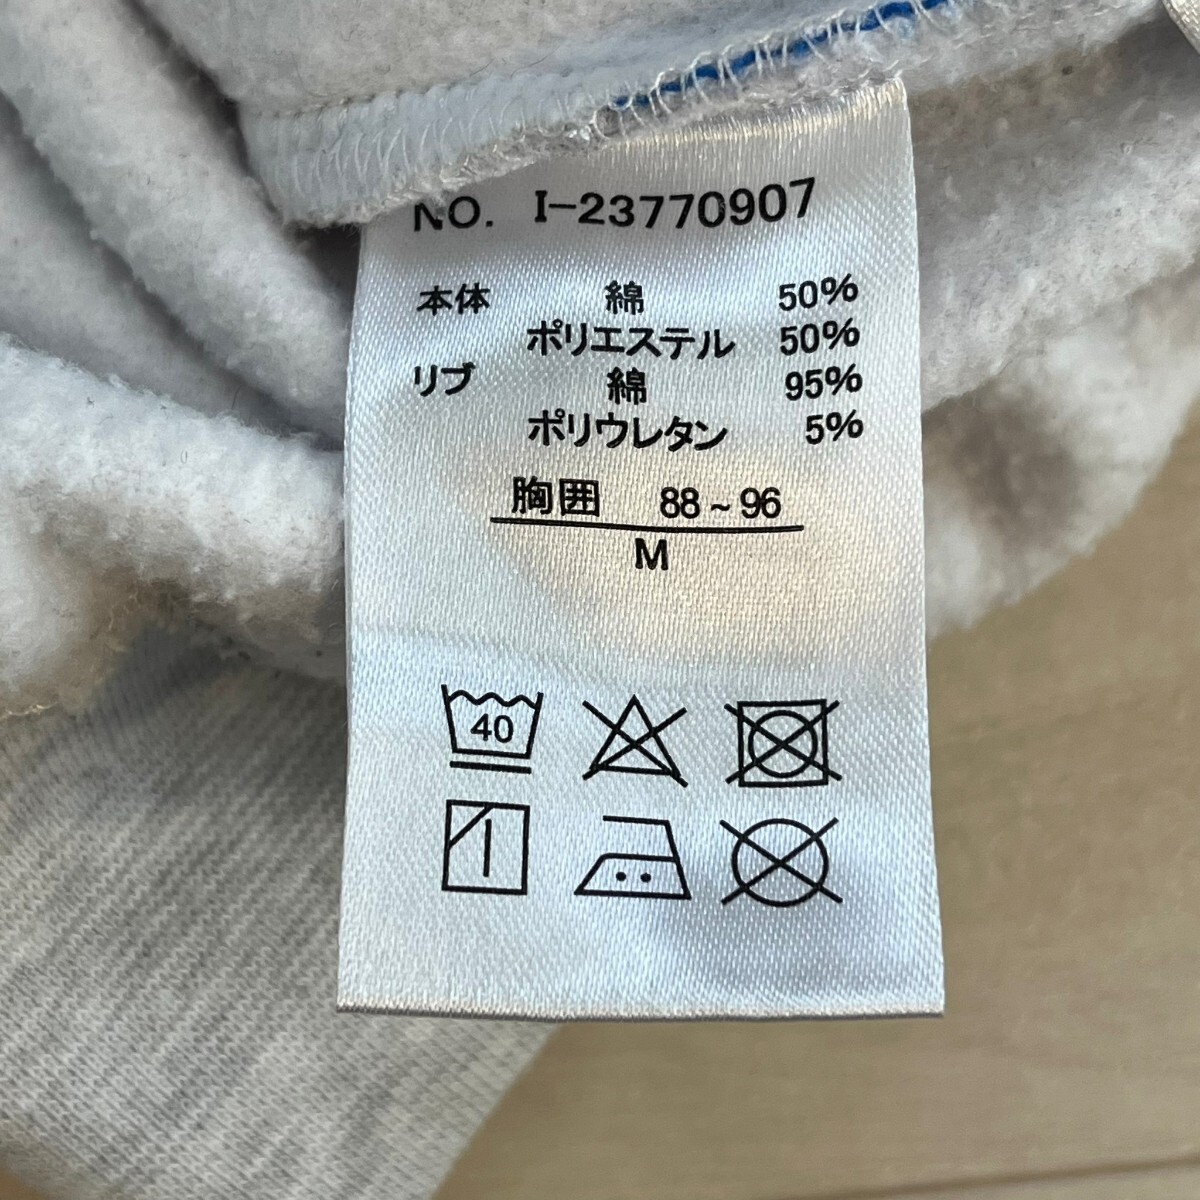 NO. I-23770907
本体 綿 50%
ポリエステル 50%
リブ 綿 95%
ポリウレタン 5%
胸囲 88~96
M
40